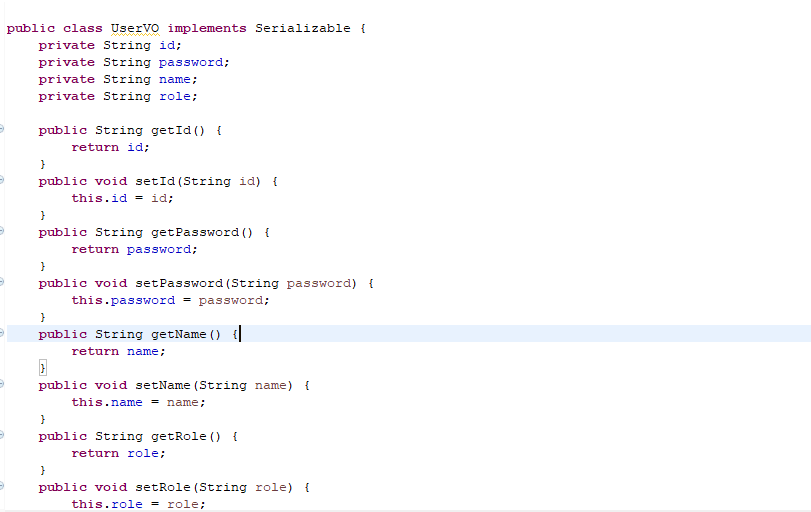 public class UserVO implements Serializable {
    private String id;
    private String password;
    private String name;
    private String role;
    public String getId() {
        return id;
    }
    public void setId(String id) {
        this.id = id;
    }
    public String getPassword() {
        return password;
    }
    public void setPassword(String password) {
        this.password = password;
    }
    public String getName() {
        return name;
    }
    public void setName(String name) {
        this.name = name;
    }
    public String getRole() {
        return role;
    }
    public void setRole(String role) {
        this.role = role;